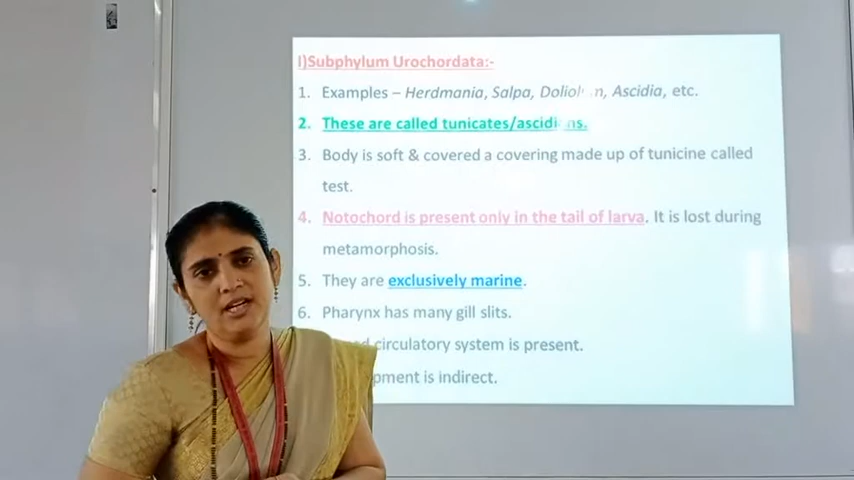 I)Subphylum Urochordata:-
1. Examples – Herdmania, Salpa, Ascidia, etc.
2. These are called
3. Body is soft & covered a covering made up of tunicine called
test.
4. Notochord is present only in the tail of larva. It is lost during
metamorphosis.
5. They are exclusively marine.
6. Pharynx has many gill slits.
circulatory system is present.
is indirect.